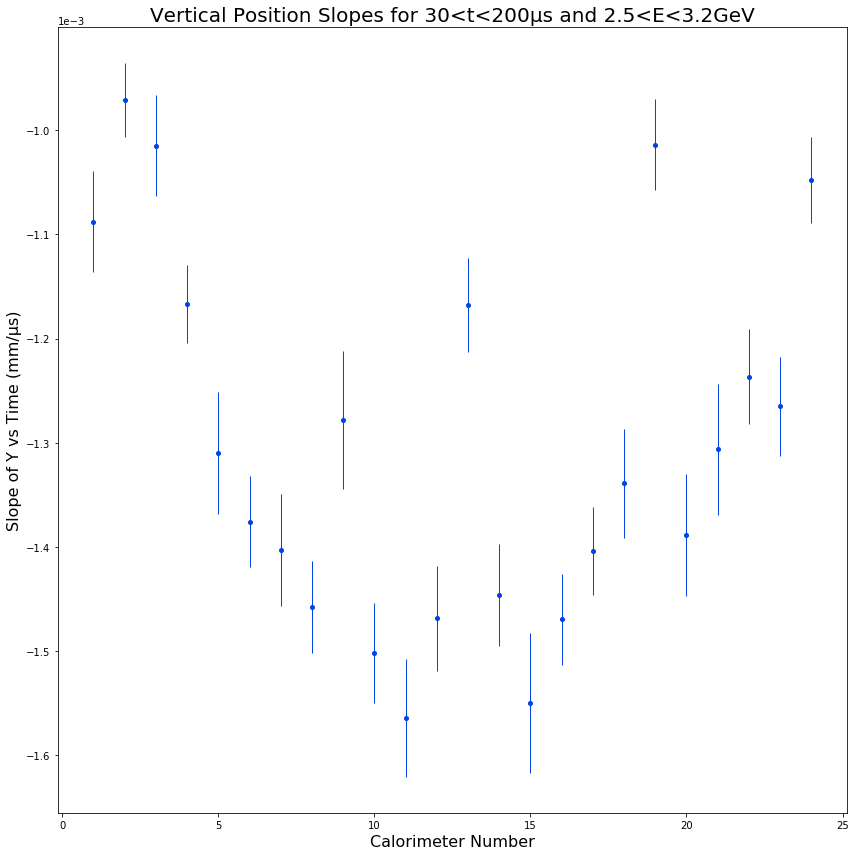 Vertical Position Slopes for 30<t<200μs and 2.5<E<3.2GeV
1e−3
−1.0
−1.1
−1.2
−1.3
−1.4
−1.5
−1.6
Slope of Y vs Time (mm/μs)
0 5 10 15 20 25
Calorimeter Number